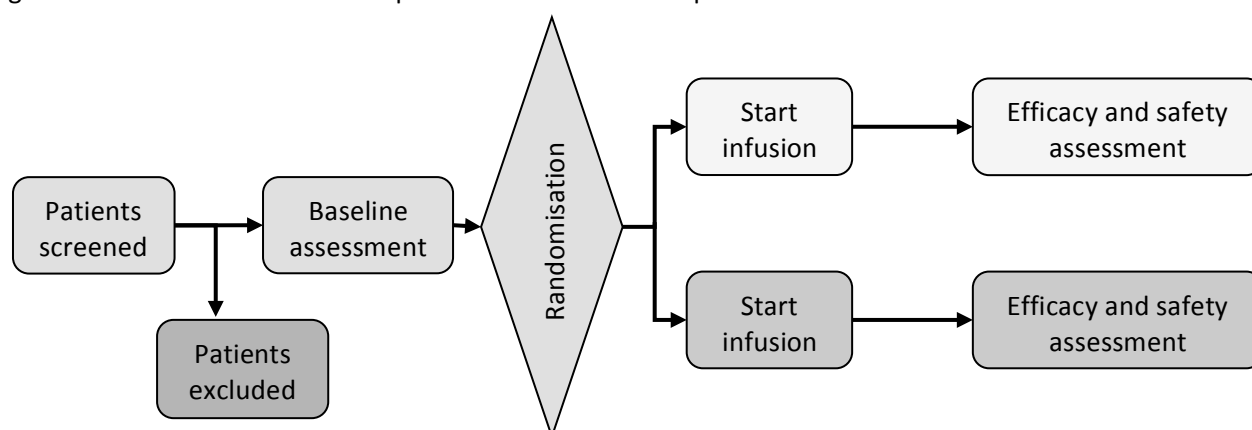 Patients
screened
Patients
excluded
Baseline
assessment
Randomisation
Start
infusion
Efficacy and safety
assessment
Start
infusion
Efficacy and safety
assessment